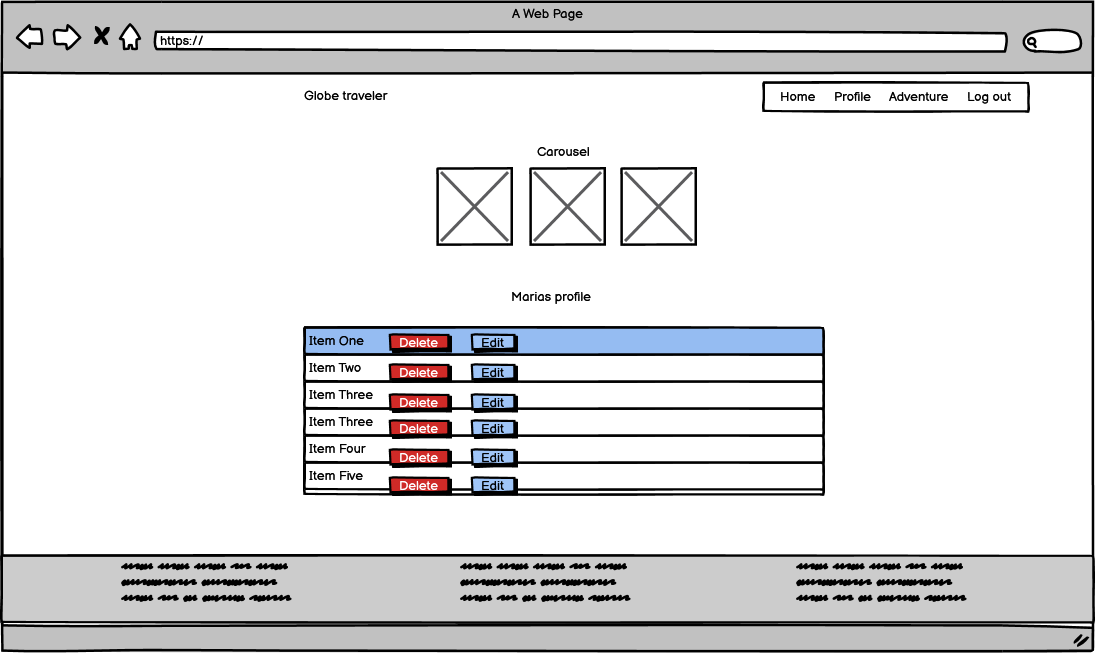 A Web Page
https://
Globe traveler
Home Profile Adventure Log out
Carousel
Marias profile
Item One Delete Edit
Item Two Delete Edit
Item Three Delete Edit
Item Three Delete Edit
Item Four Delete Edit
Item Five Delete Edit